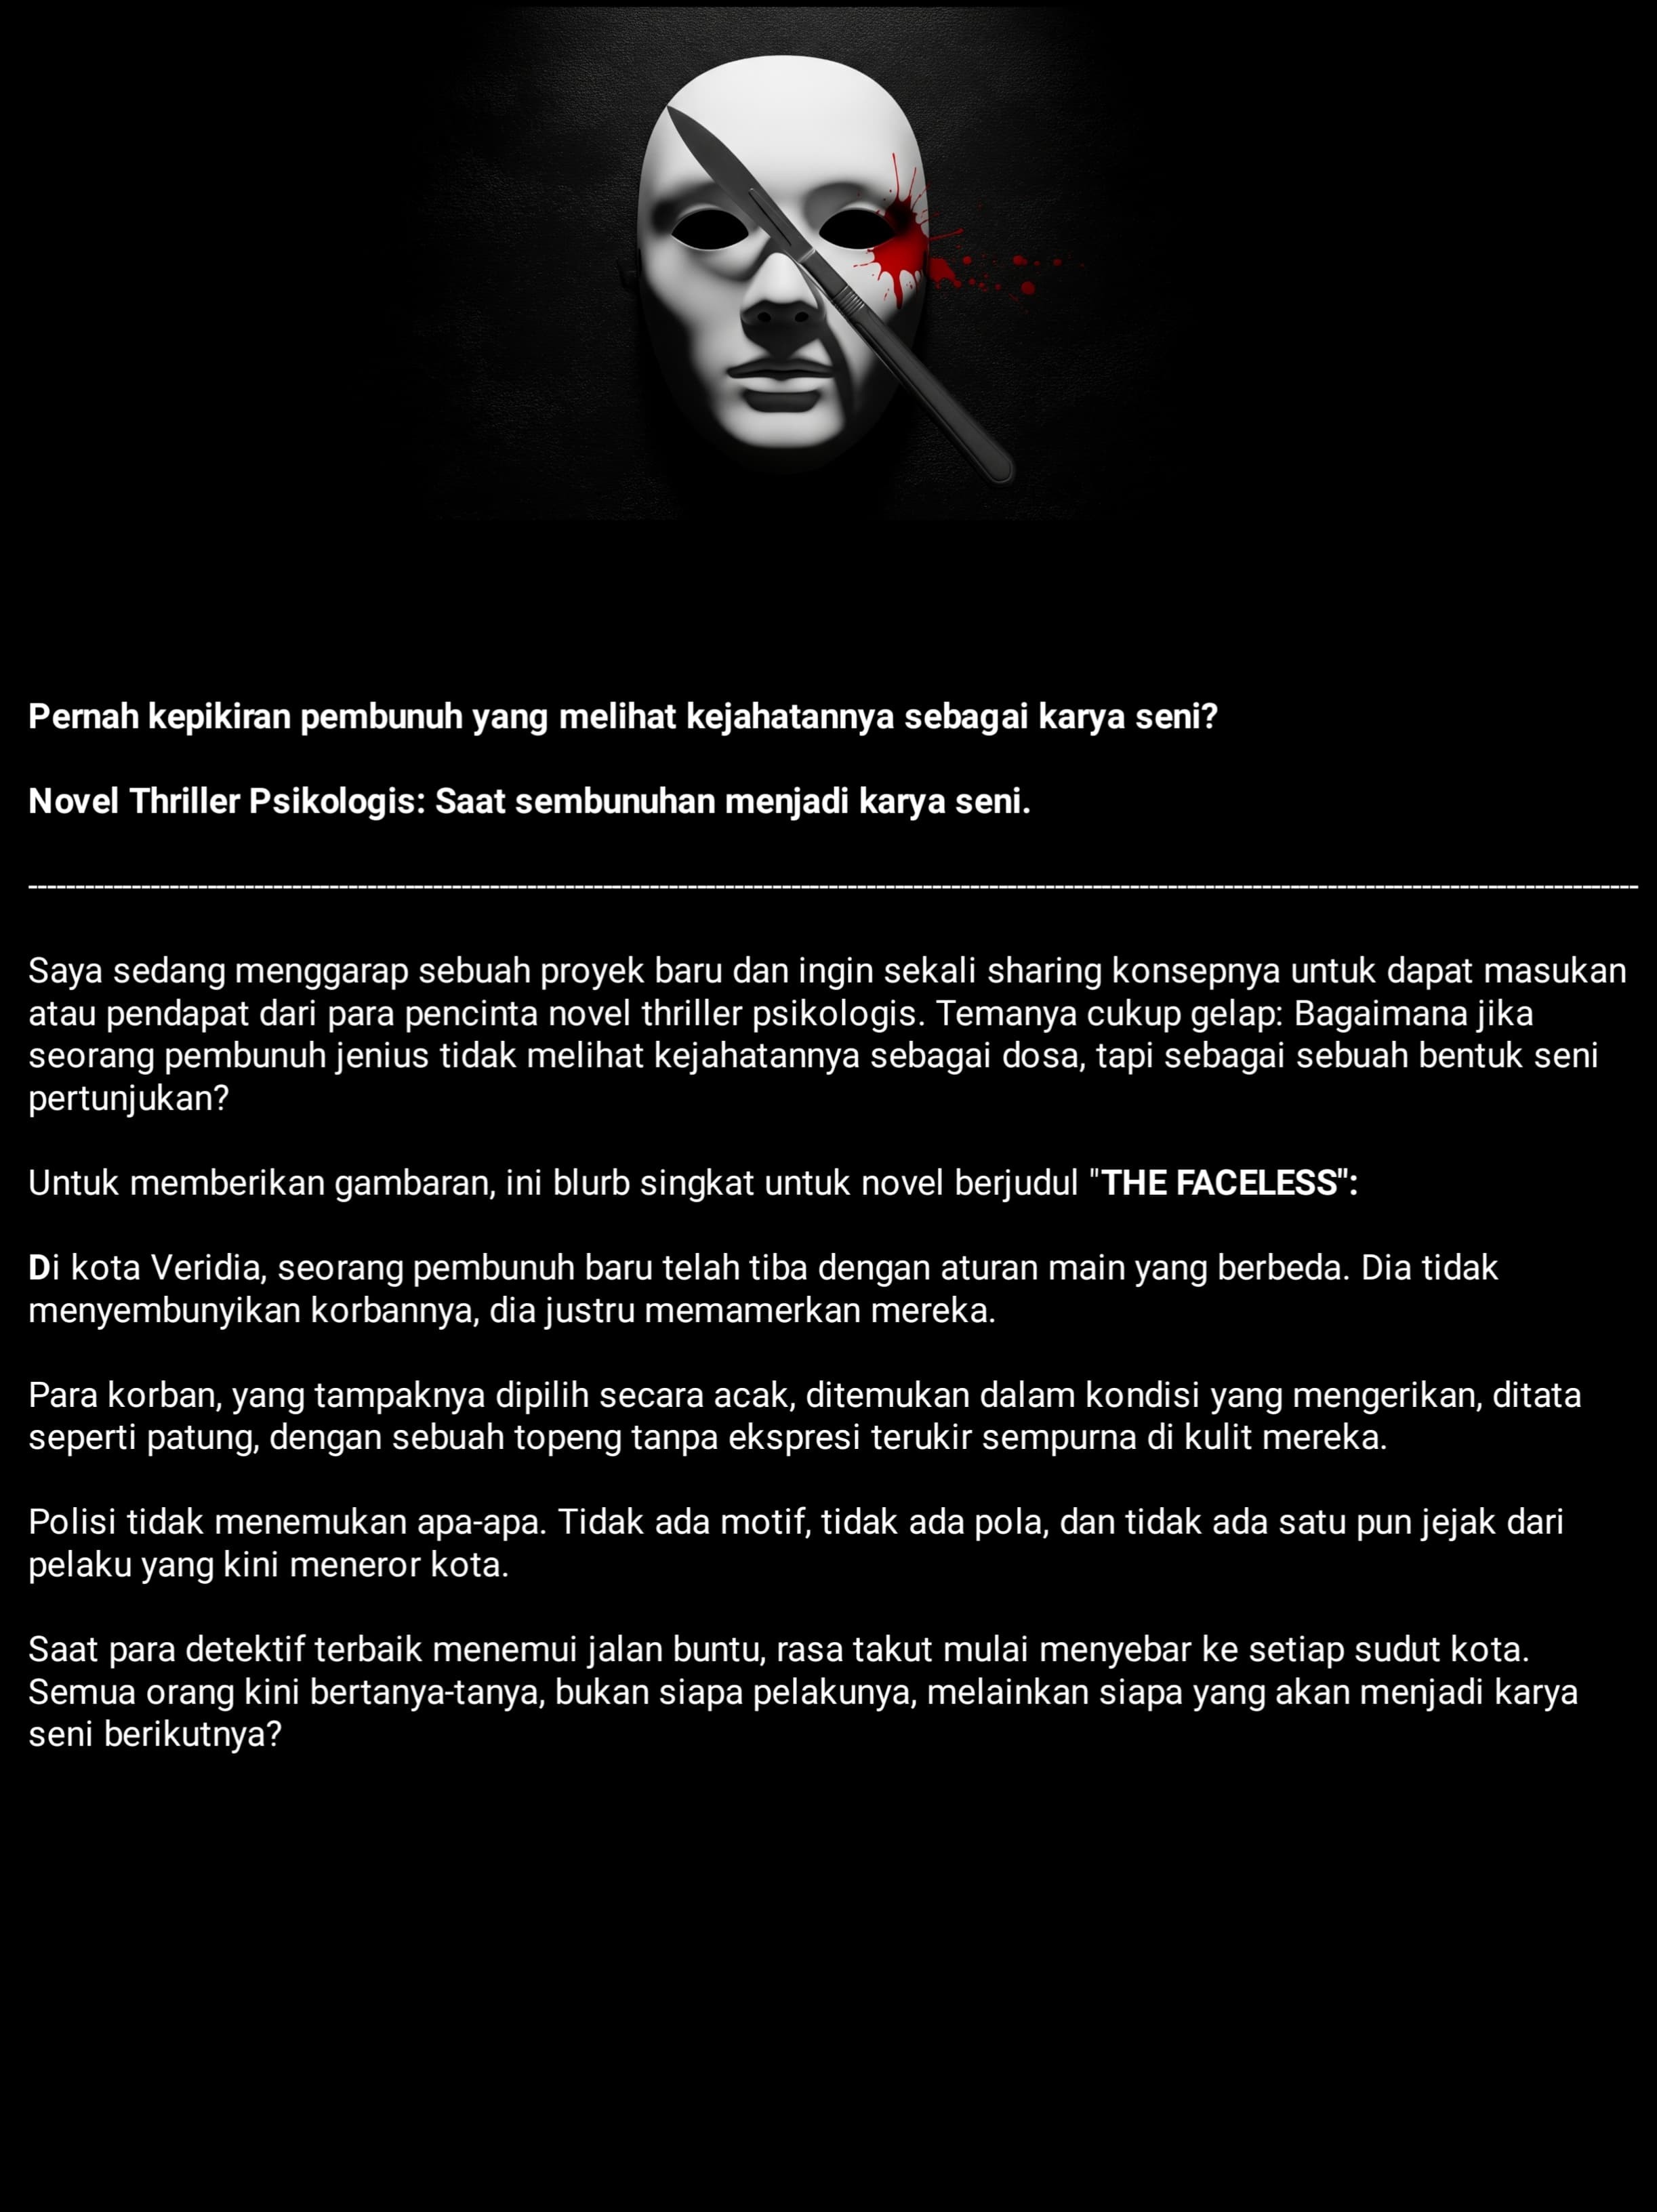 Pernah kepikiran pembunuh yang melihat kejahatannya sebagai karya seni?
Novel Thriller Psikologis: Saat sembunuhan menjadi karya seni.
--------------------------------------------------------------------------------------------------------------------------------------------------------------------------
Saya sedang menggarap sebuah proyek baru dan ingin sekali sharing konsepnya untuk dapat masukan
atau pendapat dari para pencinta novel thriller psikologis. Temanya cukup gelap: Bagaimana jika
seorang pembunuh jenius tidak melihat kejahatannya sebagai dosa, tapi sebagai sebuah bentuk seni
pertunjukan?
Untuk memberikan gambaran, ini blurb singkat untuk novel berjudul "THE FACELESS":
Di kota Veridia, seorang pembunuh baru telah tiba dengan aturan main yang berbeda. Dia tidak
menyembunyikan korbannya, dia justru memamerkan mereka.
Para korban, yang tampaknya dipilih secara acak, ditemukan dalam kondisi yang mengerikan, ditata
seperti patung, dengan sebuah topeng tanpa ekspresi terukir sempurna di kulit mereka.
Polisi tidak menemukan apa-apa. Tidak ada motif, tidak ada pola, dan tidak ada satu pun jejak dari
pelaku yang kini meneror kota.
Saat para detektif terbaik menemui jalan buntu, rasa takut mulai menyebar ke setiap sudut kota.
Semua orang kini bertanya-tanya, bukan siapa pelakunya, melainkan siapa yang akan menjadi karya
seni berikutnya?